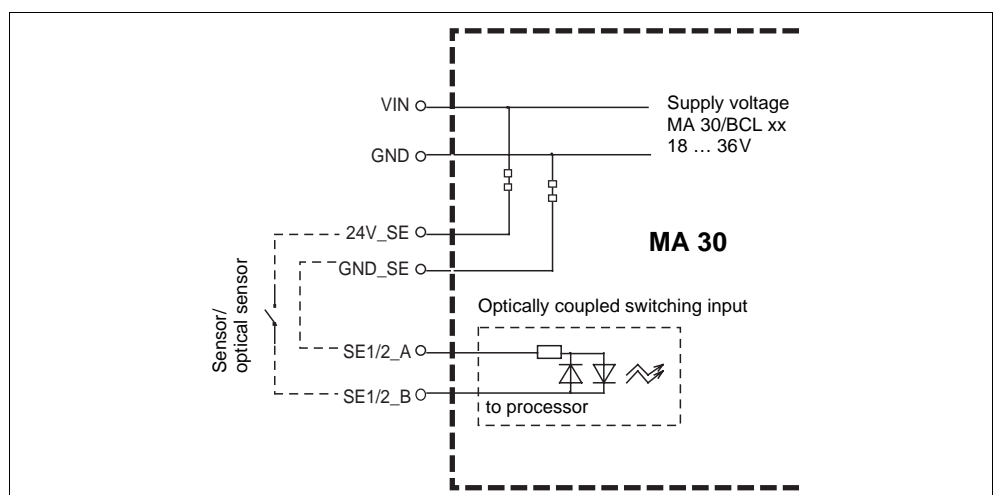 VIN
Supply voltage
MA 30/BCL xx
18 … 36V
GND
24V_SE
MA 30
GND_SE
Sensor/
optical sensor
Optically coupled switching input
SE1/2_A
SE1/2_B
to processor